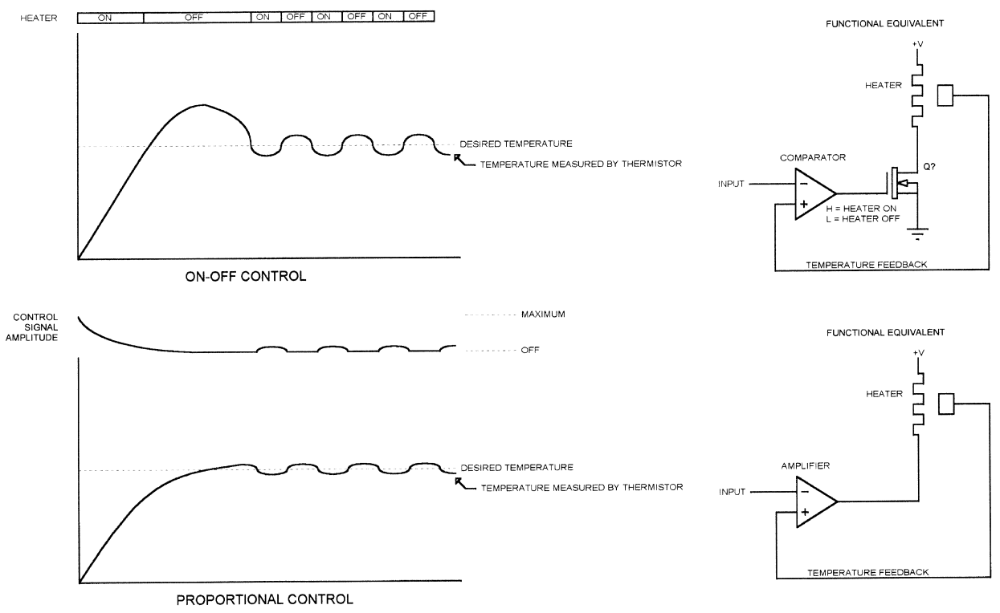 HEATER ON OFF ON OFF ON OFF ON OFF
DESIRED TEMPERATURE
TEMPERATURE MEASURED BY THERMISTOR
ON-OFF CONTROL
FUNCTIONAL EQUIVALENT
+V
HEATER
COMPARATOR
Q?
INPUT
−
+
H = HEATER ON
L = HEATER OFF
TEMPERATURE FEEDBACK
CONTROL
SIGNAL
AMPLITUDE
MAXIMUM
OFF
DESIRED TEMPERATURE
TEMPERATURE MEASURED BY THERMISTOR
PROPORTIONAL CONTROL
FUNCTIONAL EQUIVALENT
+V
HEATER
AMPLIFIER
INPUT
−
+
TEMPERATURE FEEDBACK